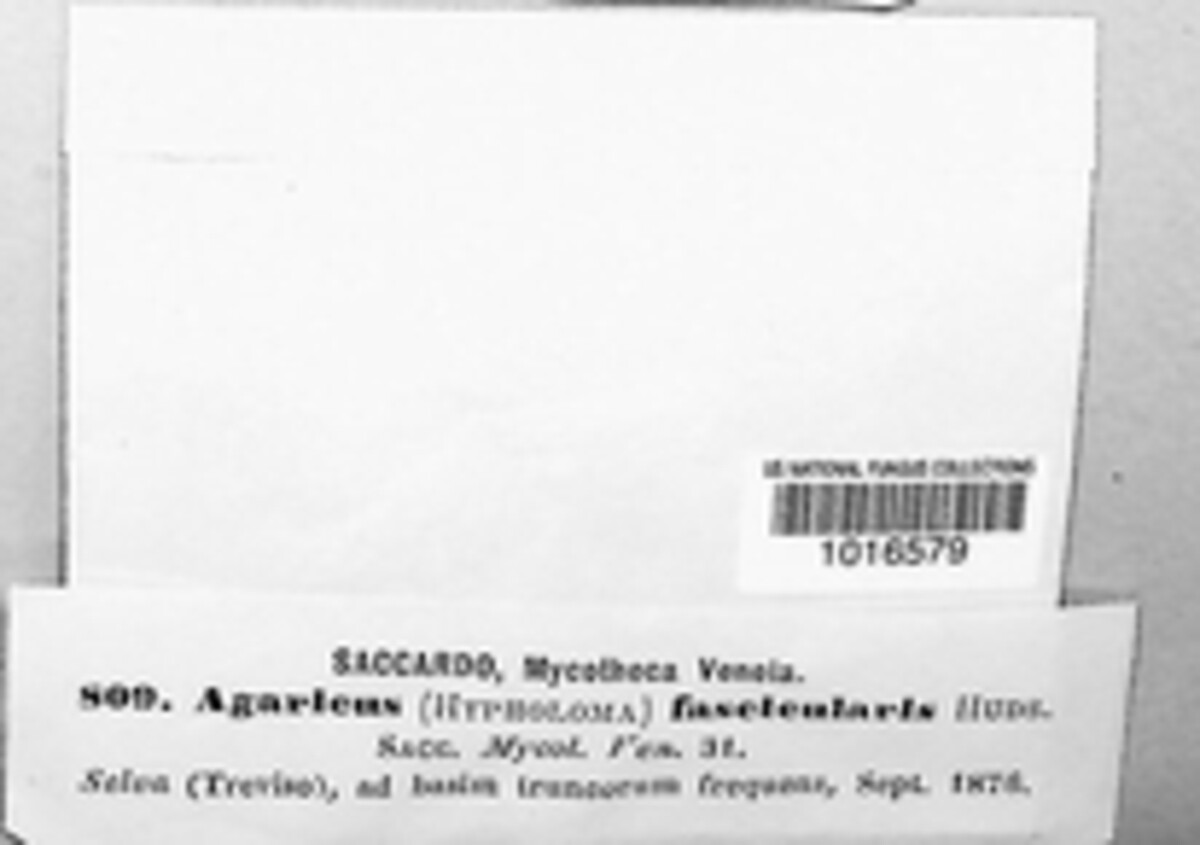 US NATIONAL FUNGUS COLLECTIONS
1016579
SACCARDO, Mycotheca Veneta.
809. Agaricus (HYPHOLOMA) fascicularis HUDS.
SACC. Mycol. Ven. 31.
Selva (Treviso), ad basim truncorum frequens, Sept.